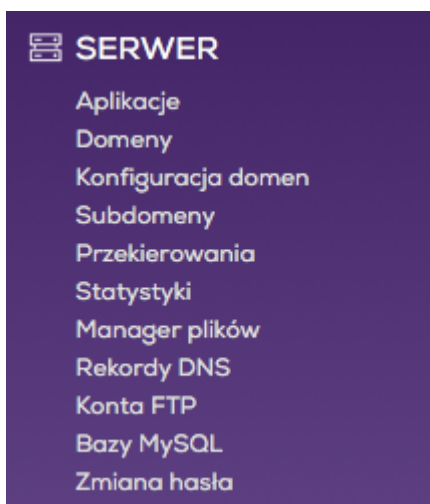 SERWER
Aplikacje
Domeny
Konfiguracja domen
Subdomeny
Przekierowania
Statystyki
Manager plików
Rekordy DNS
Konta FTP
Bazy MySQL
Zmiana hasła